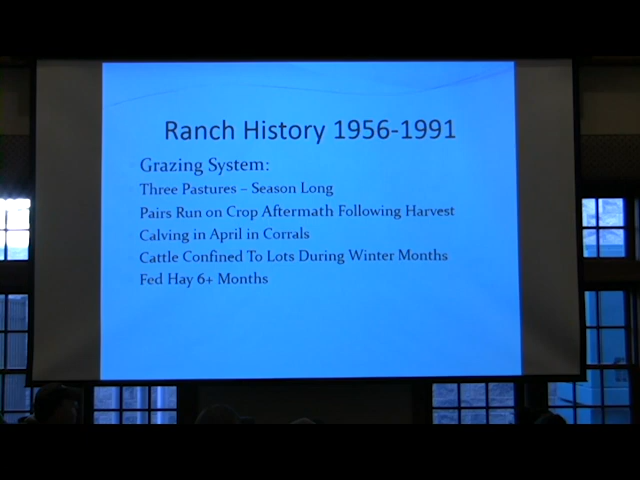 Ranch History 1956-1991
Grazing System:
Three Pastures – Season Long
Pairs Run on Crop Aftermath Following Harvest
Calving in April in Corrals
Cattle Confined To Lots During Winter Months
Fed Hay 6+ Months